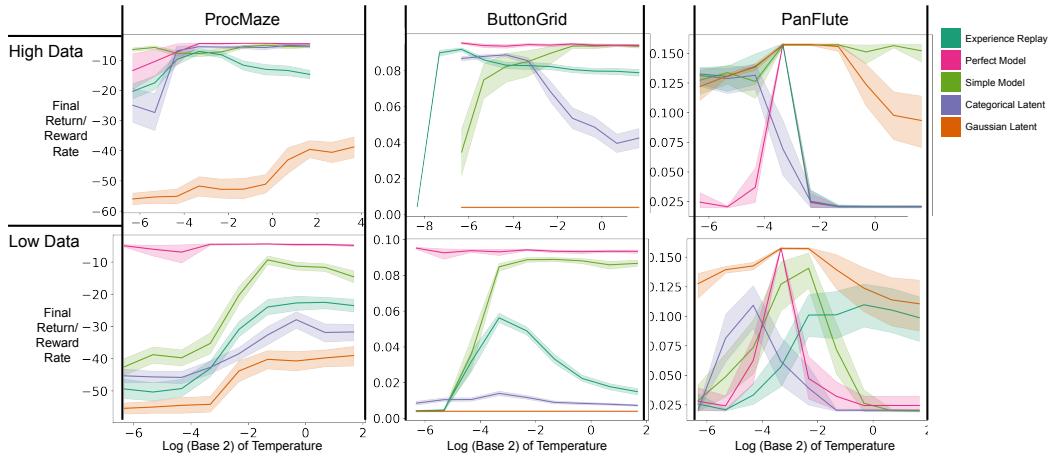 ProcMaze
ButtonGrid
PanFlute
High Data
Final
Return/
Reward
Rate
−10
−20
−30
−40
−50
−60
−6 −4 −2 0 2 4
0.08
0.06
0.04
0.02
0.00
−8 −6 −4 −2 0
0.150
0.125
0.100
0.075
0.050
0.025
−6 −4 −2 0
Experience Replay
Perfect Model
Simple Model
Categorical Latent
Gaussian Latent
Low Data
Final
Return/
Reward
Rate
−10
−20
−30
−40
−50
−6 −4 −2 0 2
Log (Base 2) of Temperature
0.10
0.08
0.06
0.04
0.02
0.00
−6 −4 −2 0 2
Log (Base 2) of Temperature
0.150
0.125
0.100
0.075
0.050
0.025
−6 −4 −2 0 2
Log (Base 2) of Temperature